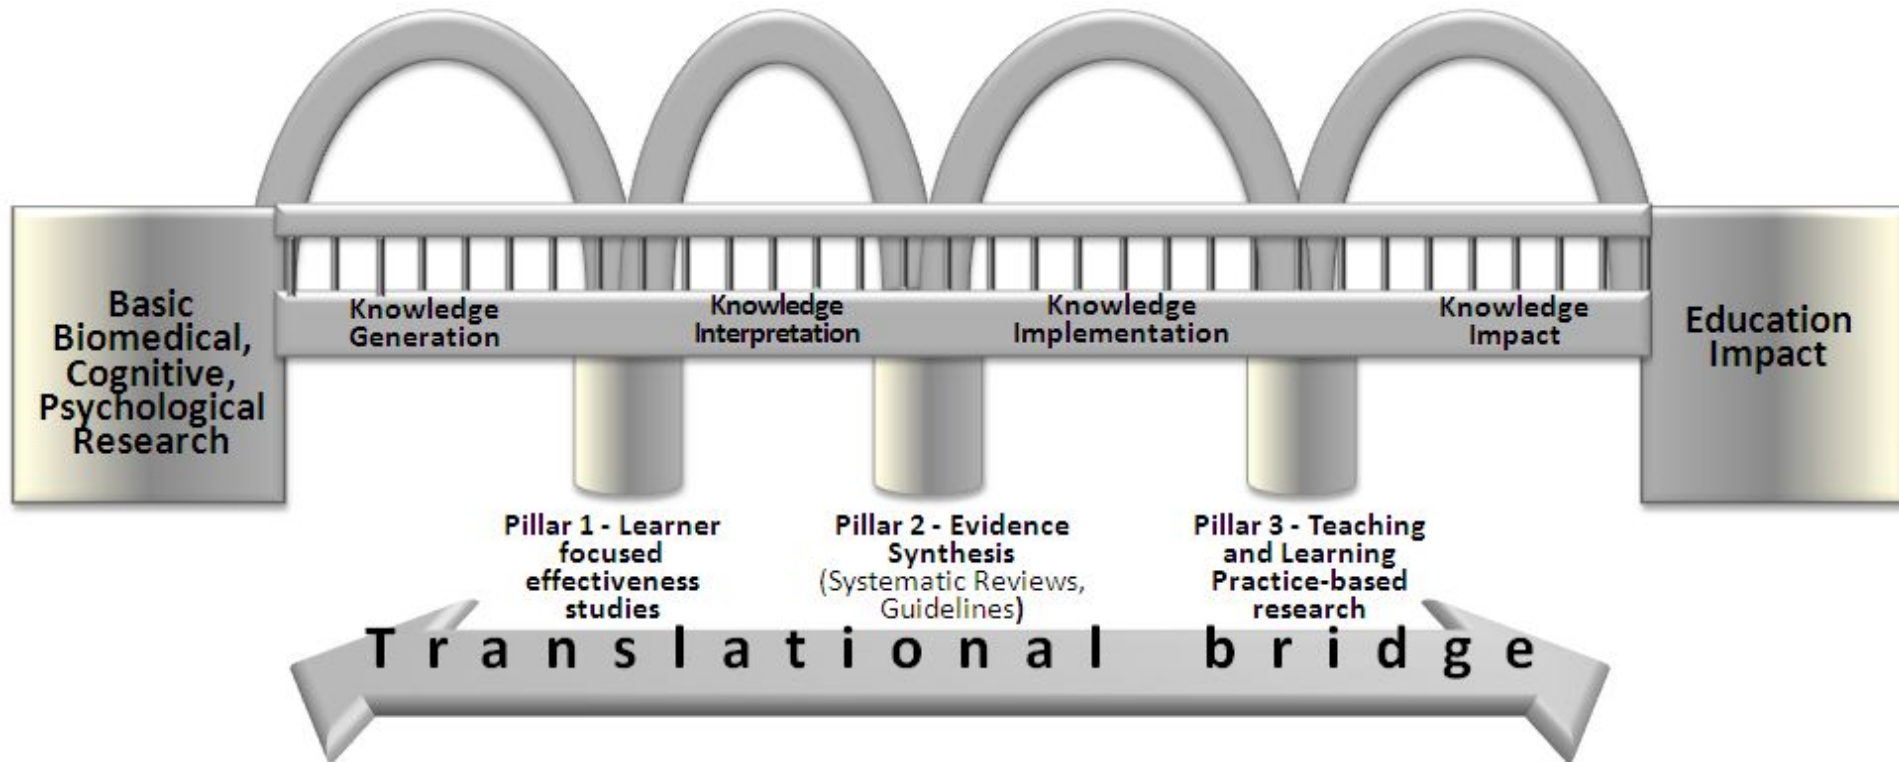 Basic
Biomedical,
Cognitive,
Psychological
Research
Knowledge
Generation
Knowledge
Interpretation
Knowledge
Implementation
Knowledge
Impact
Education
Impact
Pillar 1 - Learner
focused
effectiveness
studies
Pillar 2 - Evidence
Synthesis
(Systematic Reviews,
Guidelines)
Pillar 3 - Teaching
and Learning
Practice-based
research
Translational bridge